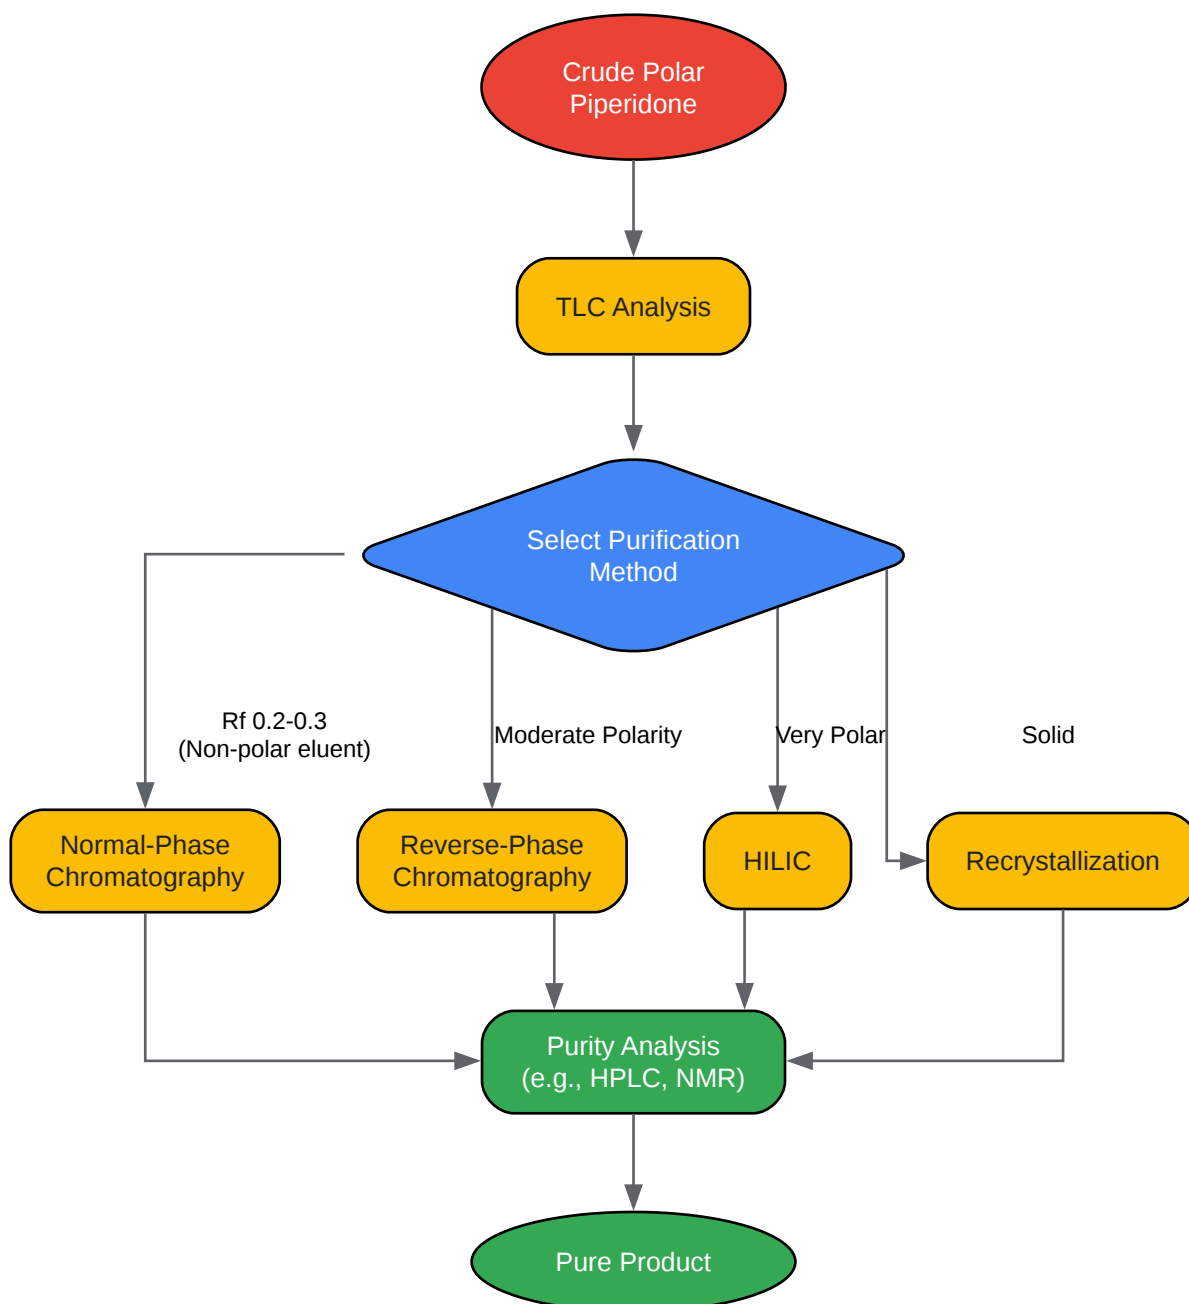 Crude Polar
Piperidone
TLC Analysis
Select Purification
Method
Rf 0.2-0.3
(Non-polar eluent)
Moderate Polarity
Very Polar
Solid
Normal-Phase
Chromatography
Reverse-Phase
Chromatography
HILIC
Recrystallization
Purity Analysis
(e.g., HPLC, NMR)
Pure Product